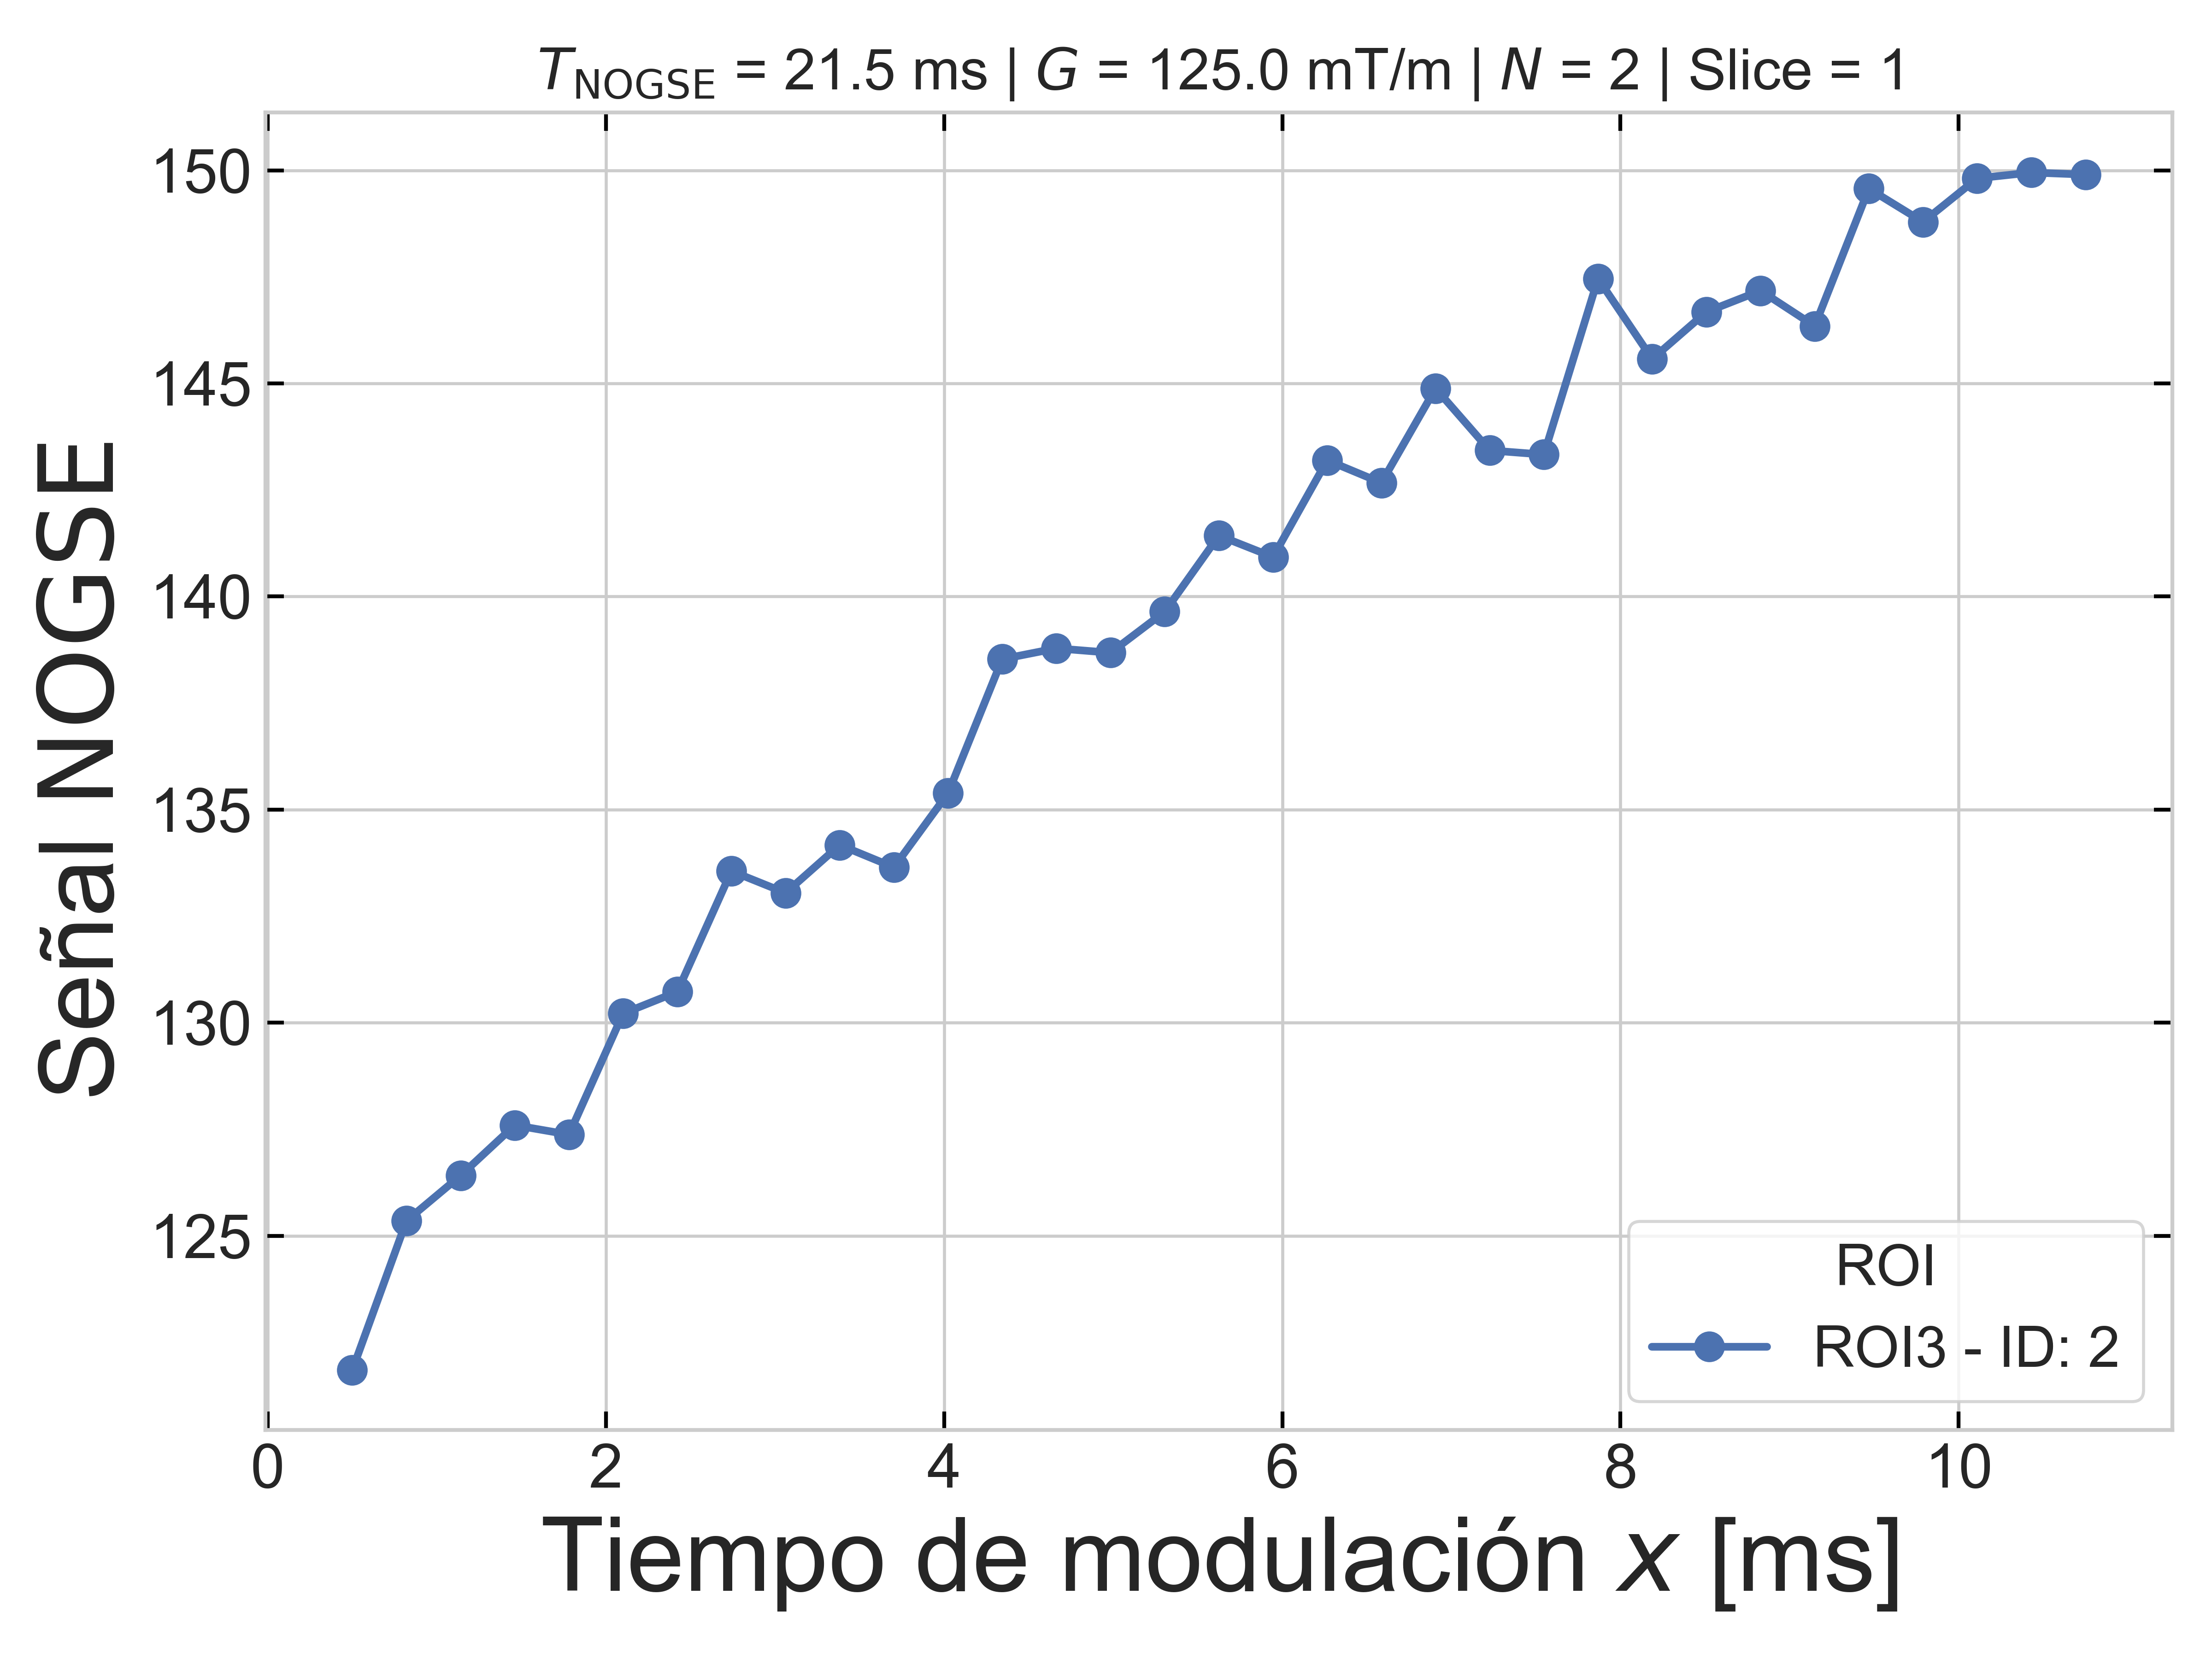 T_NOGSE = 21.5 ms | G = 125.0 mT/m | N = 2 | Slice = 1
Señal NOGSE
150
145
140
135
130
125
ROI
ROI3 - ID: 2
0 2 4 6 8 10
Tiempo de modulación x [ms]